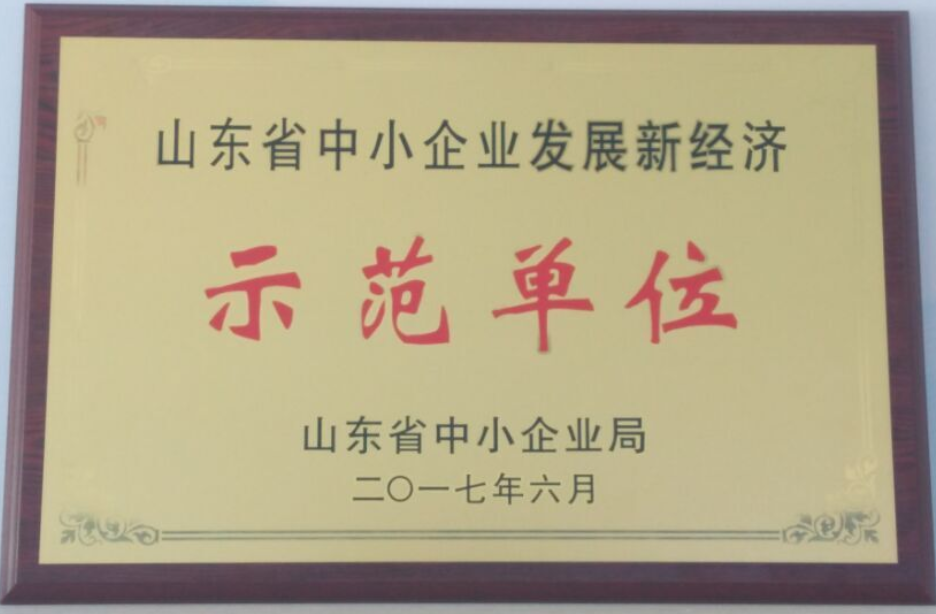 山东省中小企业发展新经济
示范单位
山东省中小企业局
二〇一七年六月